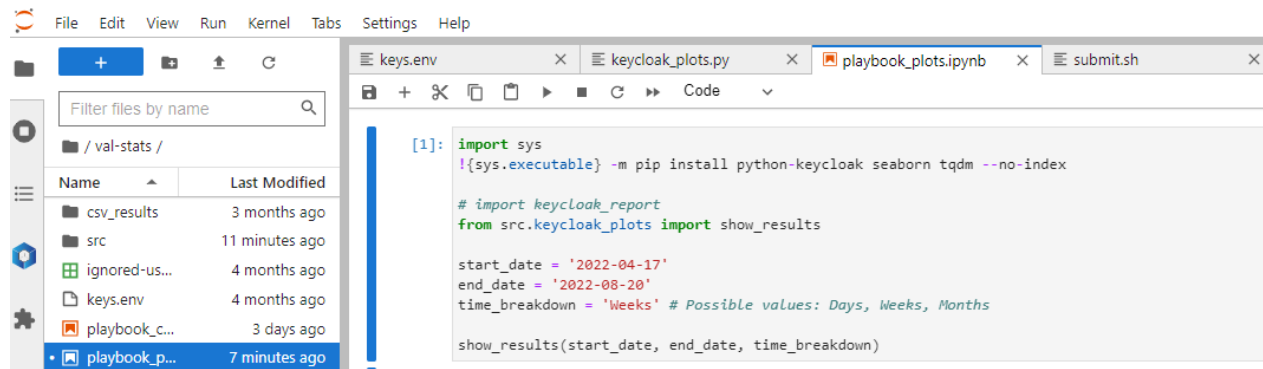 File Edit View Run Kernel Tabs Settings Help
+
Filter files by name
/ val-stats /
Name Last Modified
csv_results 3 months ago
src 11 minutes ago
ignored-us... 4 months ago
keys.env 4 months ago
playbook_c... 3 days ago
playbook_p... 7 minutes ago
keys.env keycloak_plots.py playbook_plots.ipynb submit.sh
Code
[1]: import sys
!{sys.executable} -m pip install python-keycloak seaborn tqdm --no-index
# import keycloak_report
from src.keycloak_plots import show_results
start_date = '2022-04-17'
end_date = '2022-08-20'
time_breakdown = 'Weeks' # Possible values: Days, Weeks, Months
show_results(start_date, end_date, time_breakdown)